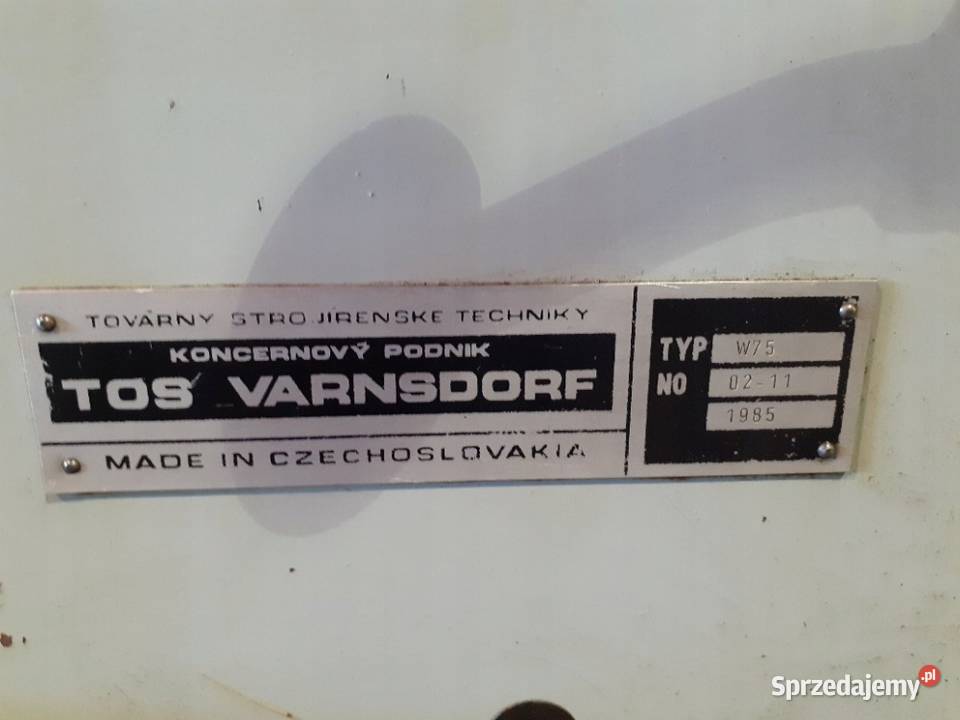 TOVÁRNY STROJÍRENSKÉ TECHNIKY
KONCERNOVÝ PODNIK
TOS VARNSDORF
MADE IN CZECHOSLOVAKIA
TYP W75
NO 02-11
1985
Sprzedajemy.pl